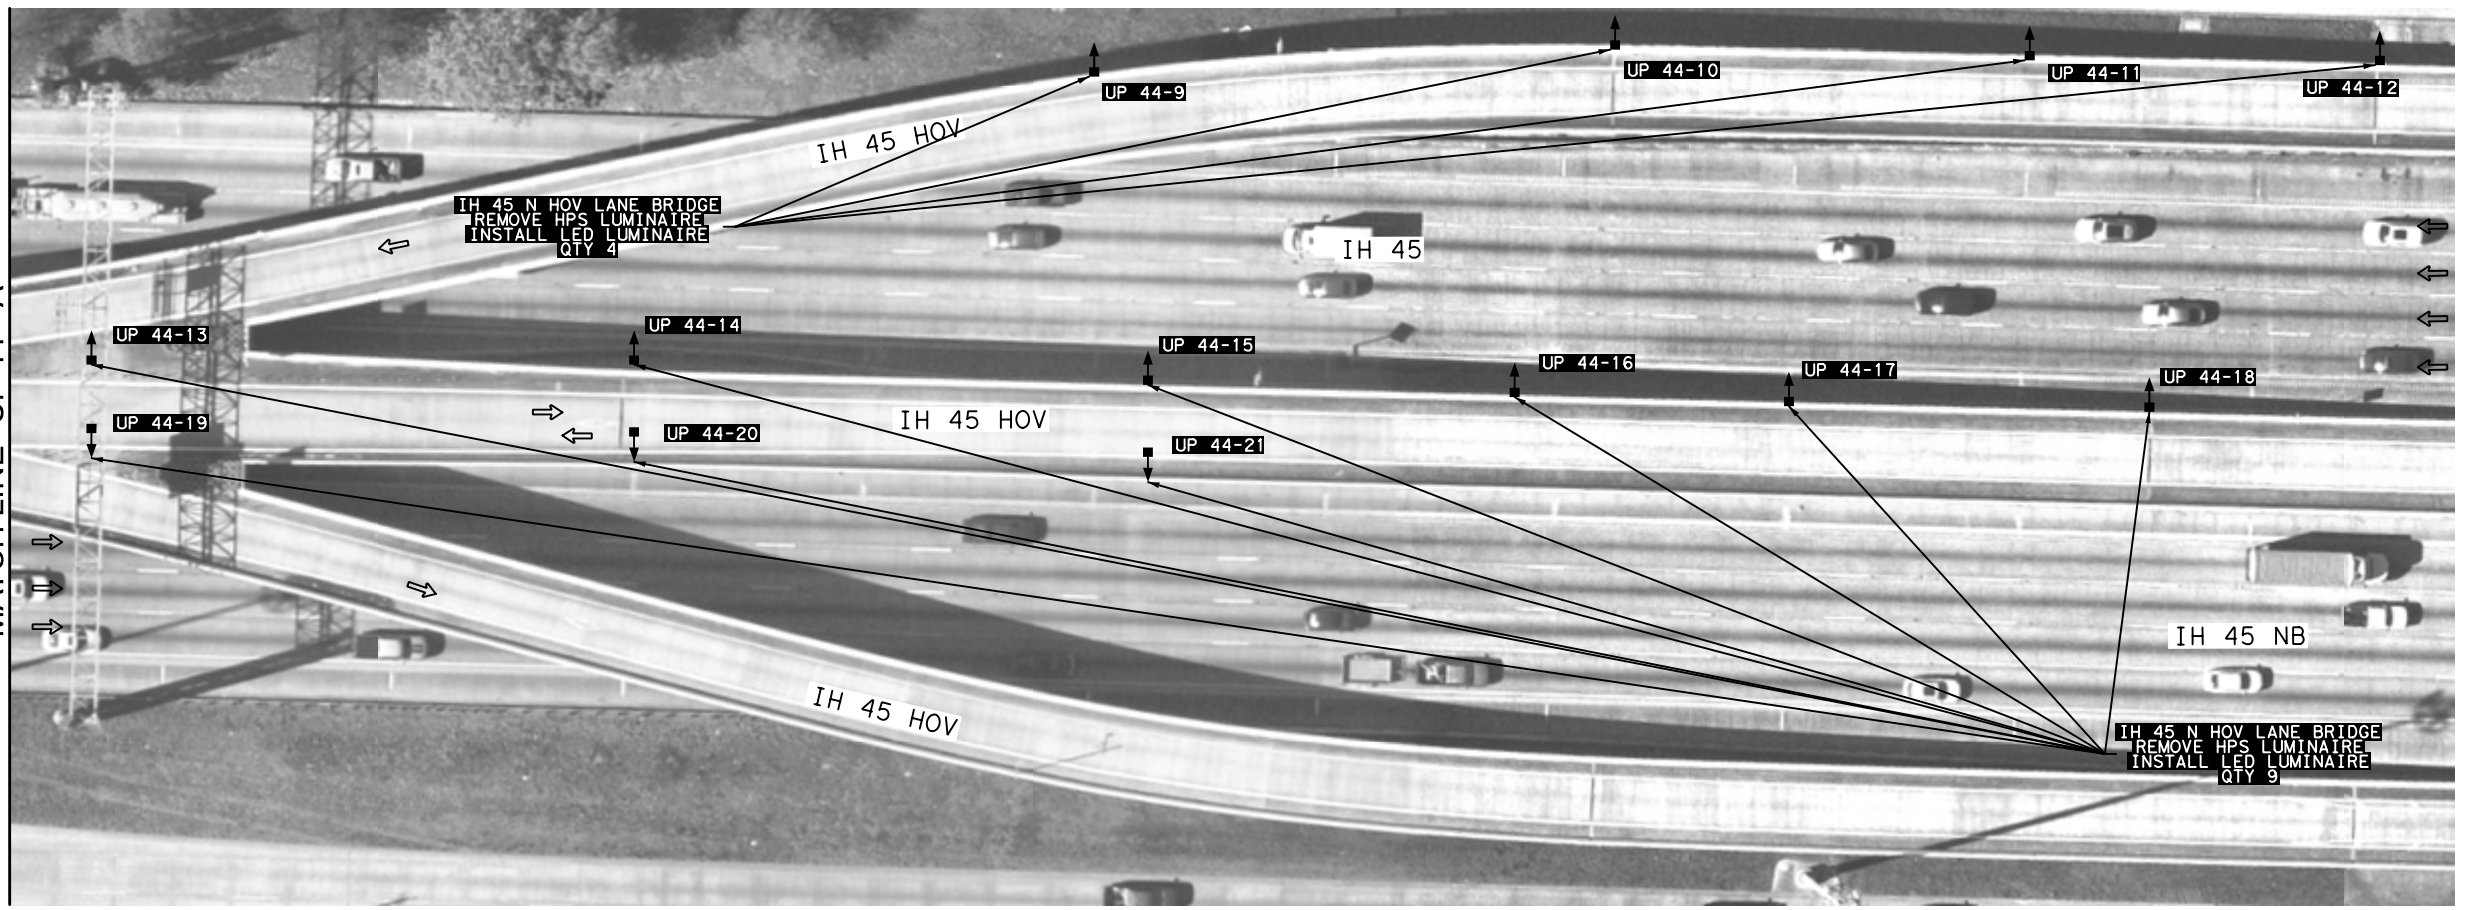 UP 44-9
UP 44-10
UP 44-11
UP 44-12
IH 45 HOV
IH 45 N HOV LANE BRIDGE
REMOVE HPS LUMINAIRE
INSTALL LED LUMINAIRE
QTY 4
IH 45
UP 44-13
UP 44-14
UP 44-15
UP 44-16
UP 44-17
UP 44-18
IH 45 HOV
UP 44-19
UP 44-20
UP 44-21
IH 45 NB
IH 45 HOV
IH 45 N HOV LANE BRIDGE
REMOVE HPS LUMINAIRE
INSTALL LED LUMINAIRE
QTY 9